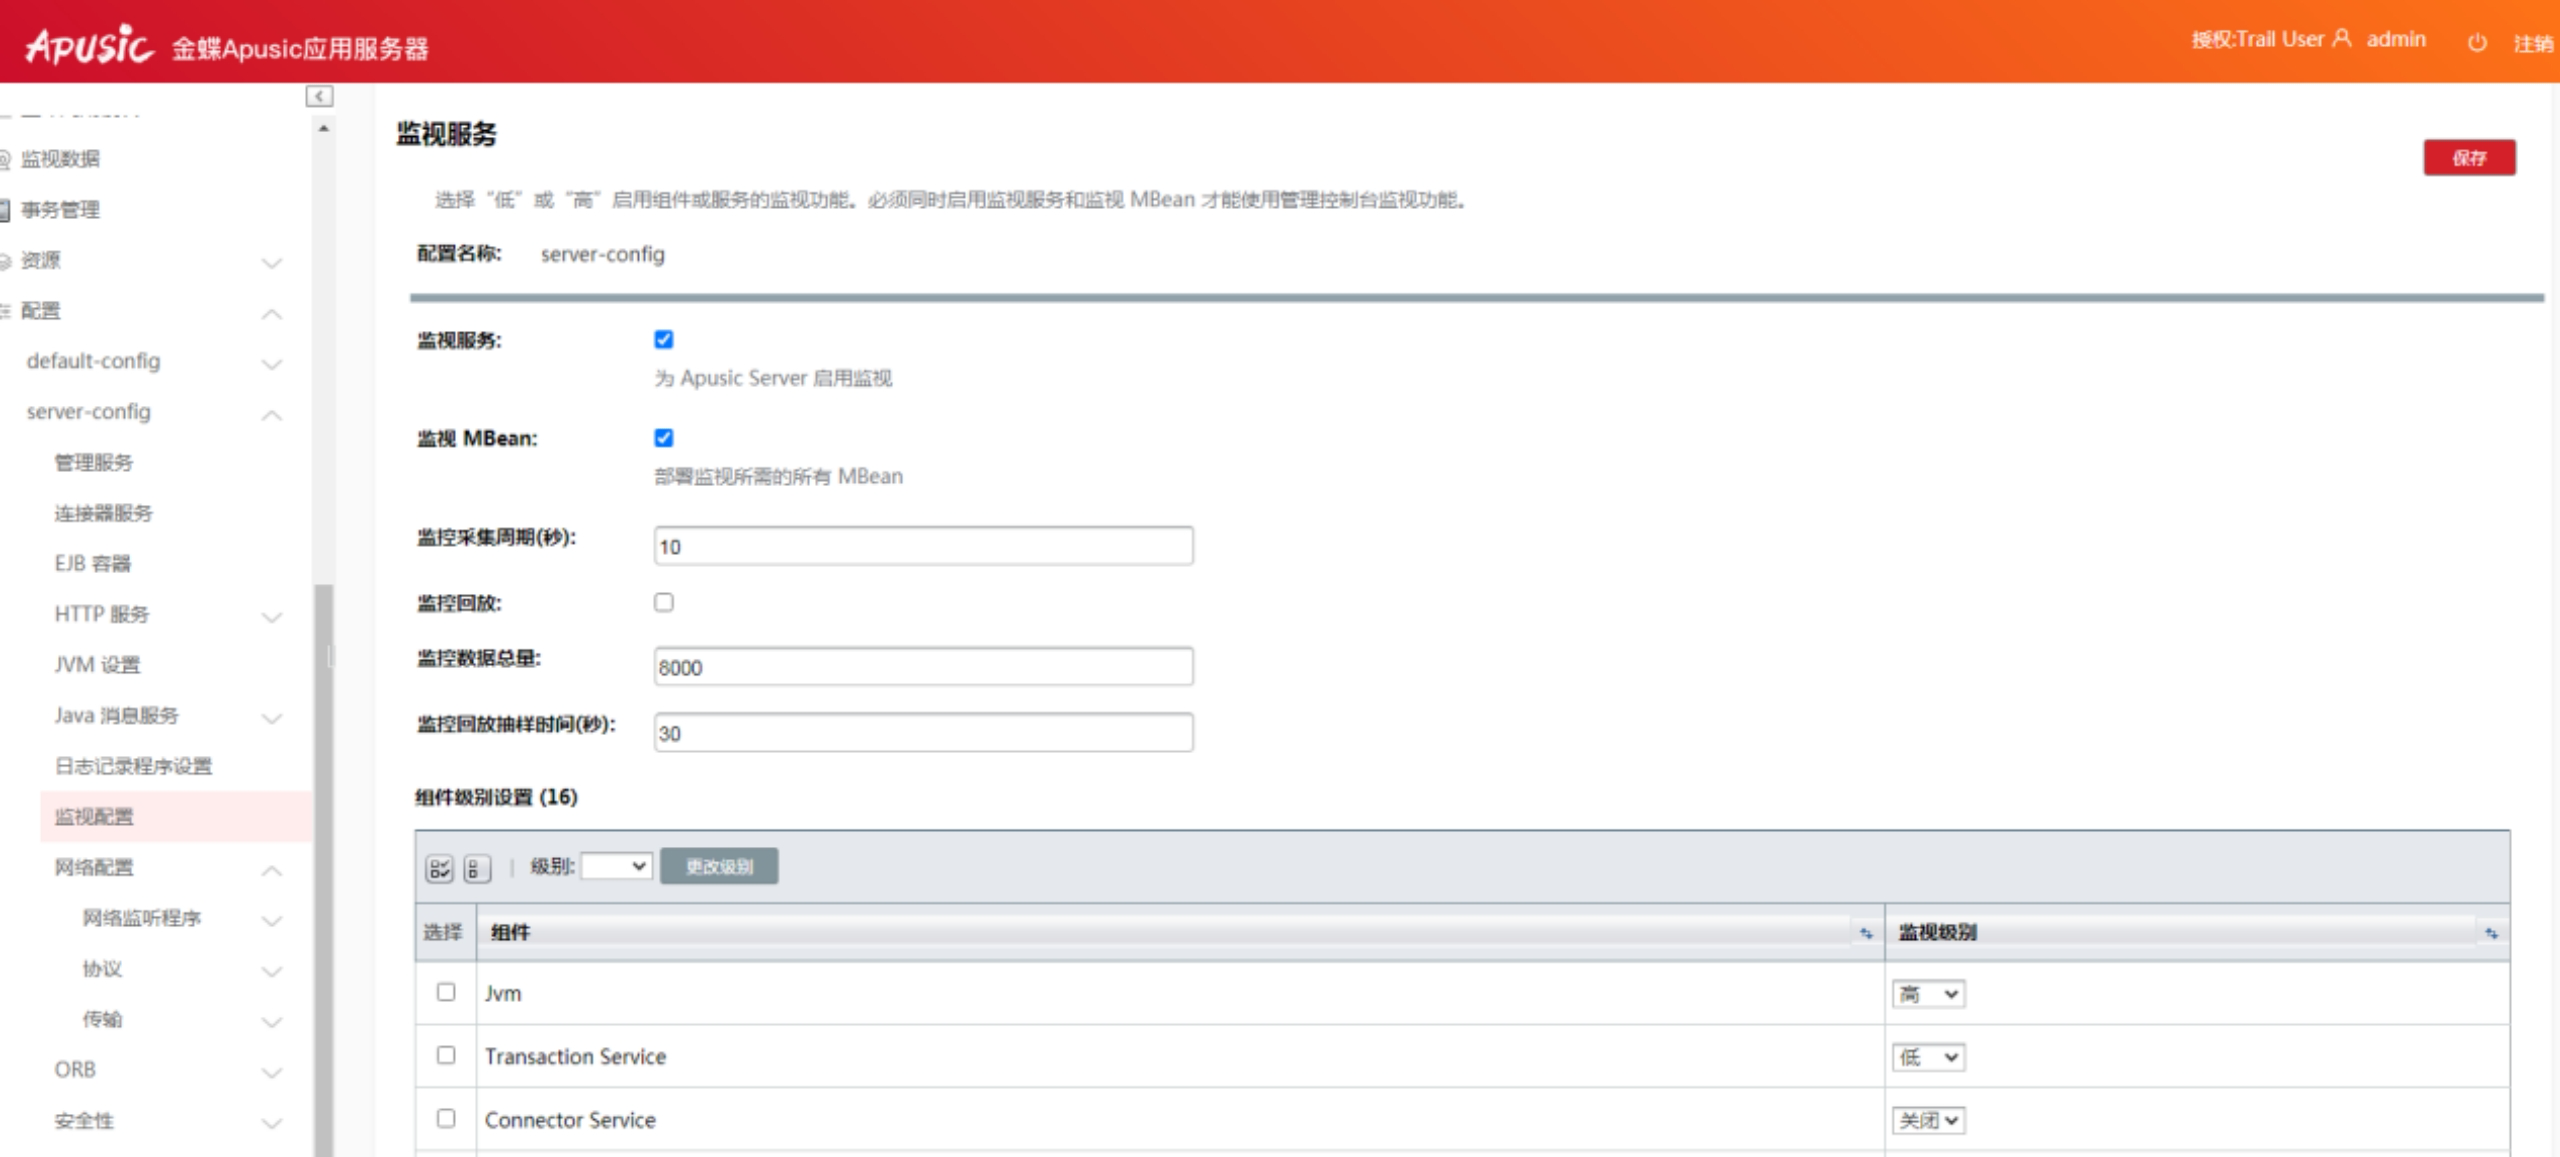 Apusic 金蝶Apusic应用服务器
授权:Trail User admin 注销
监视数据
事务管理
资源
配置
default-config
server-config
管理服务
连接器服务
EJB 容器
HTTP 服务
JVM 设置
Java 消息服务
日志记录程序设置
监视配置
网络配置
网络监听程序
协议
传输
ORB
安全性
监视服务
保存
选择“低”或“高”启用组件或服务的监视功能。必须同时启用监视服务和监视 MBean 才能使用管理控制台监视功能。
配置名称: server-config
监视服务:
为 Apusic Server 启用监视
监视 MBean:
部署监视所需的所有 MBean
监控采集周期(秒): 10
监控回放:
监控数据总量: 8000
监控回放抽样时间(秒): 30
组件级别设置 (16)
级别: 更改级别
选择 组件 监视级别
Jvm 高
Transaction Service 低
Connector Service 关闭